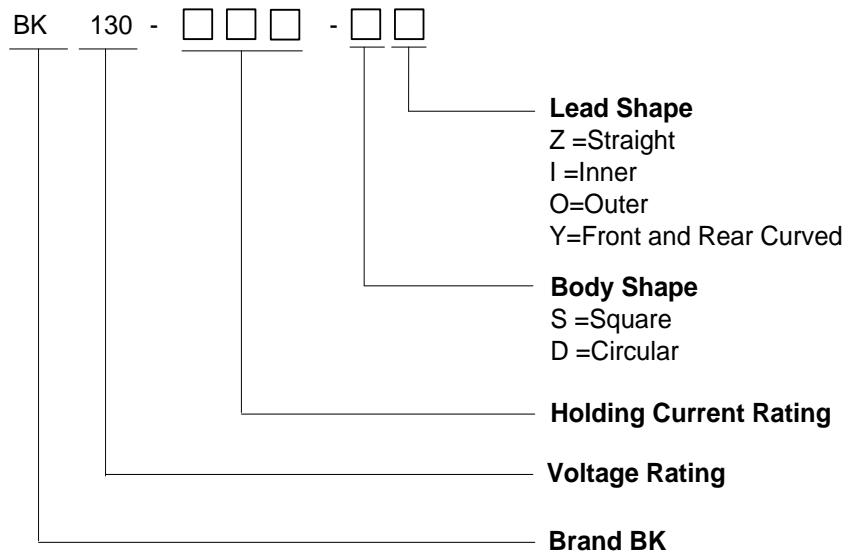 BK 130 - □ □ □ - □ □
Lead Shape
Z =Straight
I =Inner
O=Outer
Y=Front and Rear Curved
Body Shape
S =Square
D =Circular
Holding Current Rating
Voltage Rating
Brand BK